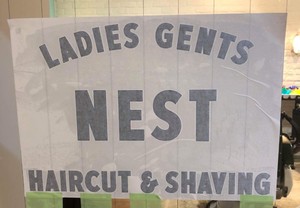 LADIES GENTS
NEST
HAIRCUT & SHAVING